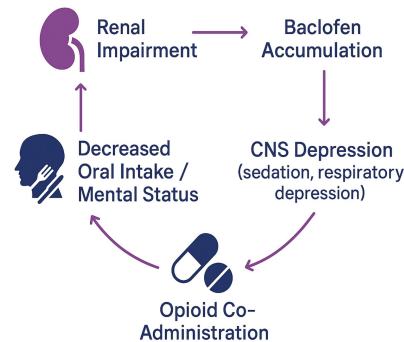 Renal
Impairment
Baclofen
Accumulation
CNS Depression
(sedation, respiratory
depression)
Opioid Co-
Administration
Decreased
Oral Intake /
Mental Status